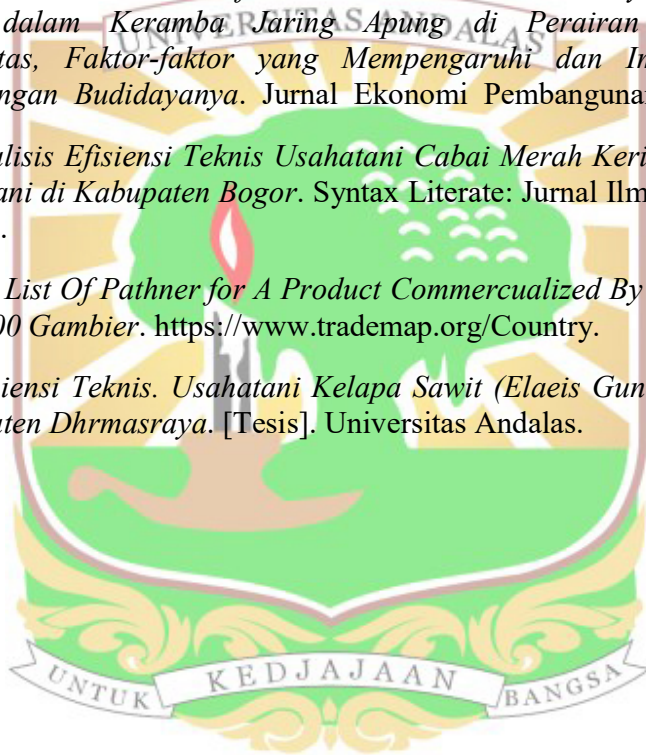 dalam Keramba Jaring Apung di Perairan
UNIVERSITAS ANDALAS
tas, Faktor-faktor yang Mempengaruhi dan
ngan Budidayanya. Jurnal Ekonomi Pembangunan
alisis Efisiensi Teknis Usahatani Cabai Merah Keri
ani di Kabupaten Bogor. Syntax Literate: Jurnal Ilm
.
List Of Pathner for A Product Commercualized By
00 Gambier. https://www.trademap.org/Country.
siensi Teknis. Usahatani Kelapa Sawit (Elaeis Gun
aten Dhrmasraya. [Tesis]. Universitas Andalas.
UNTUK KEDJAJAAN BANGSA